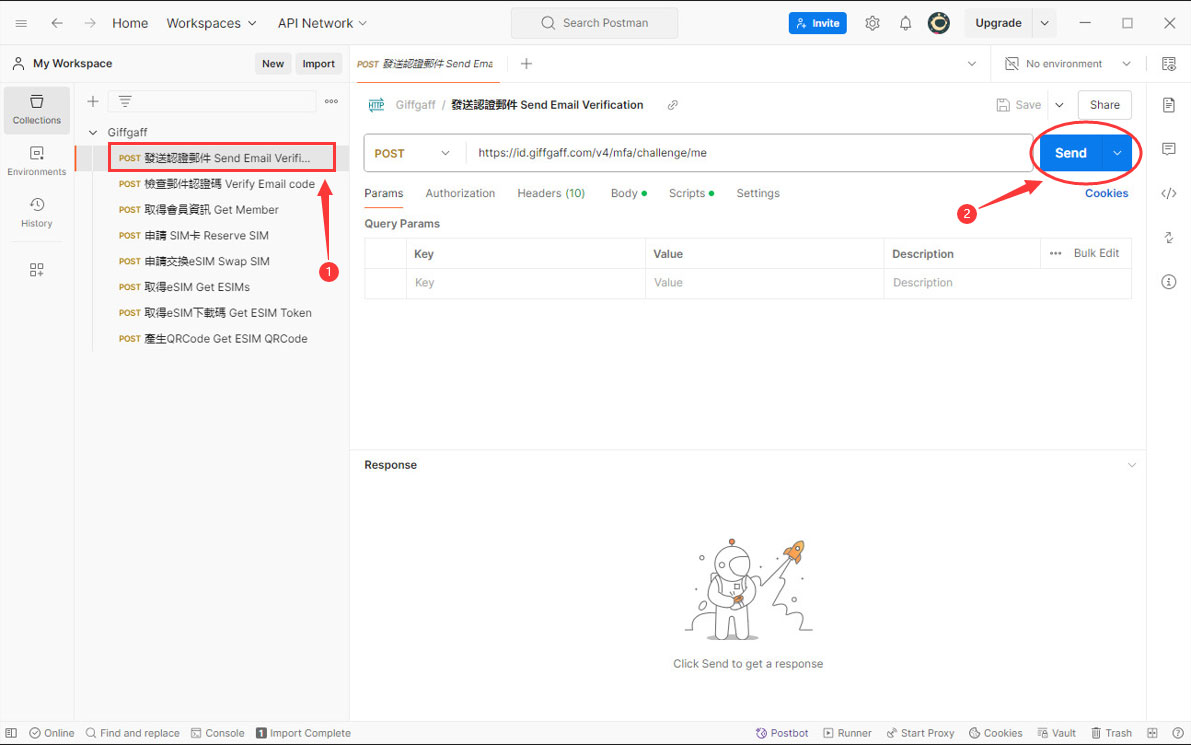 Home Workspaces API Network Search Postman Invite Upgrade
My Workspace New Import POST 發送認證郵件 Send Ema No environment
Collections
Environments
History
Giffgaff
POST 發送認證郵件 Send Email Verifi...
POST 檢查郵件認證碼 Verify Email code
POST 取得會員資訊 Get Member
POST 申請 SIM卡 Reserve SIM
POST 申請交換eSIM Swap SIM
POST 取得eSIM Get ESIMs
POST 取得eSIM下載碼 Get ESIM Token
POST 產生QRCode Get ESIM QRCode
1
HTTP Giffgaff / 發送認證郵件 Send Email Verification Save Share
POST https://id.giffgaff.com/v4/mfa/challenge/me Send
2
Params Authorization Headers (10) Body Scripts Settings Cookies
Query Params
Key Value Description Bulk Edit
Key Value Description
Response
Click Send to get a response
Online Find and replace Console 1 Import Complete Postbot Runner Start Proxy Cookies Vault Trash